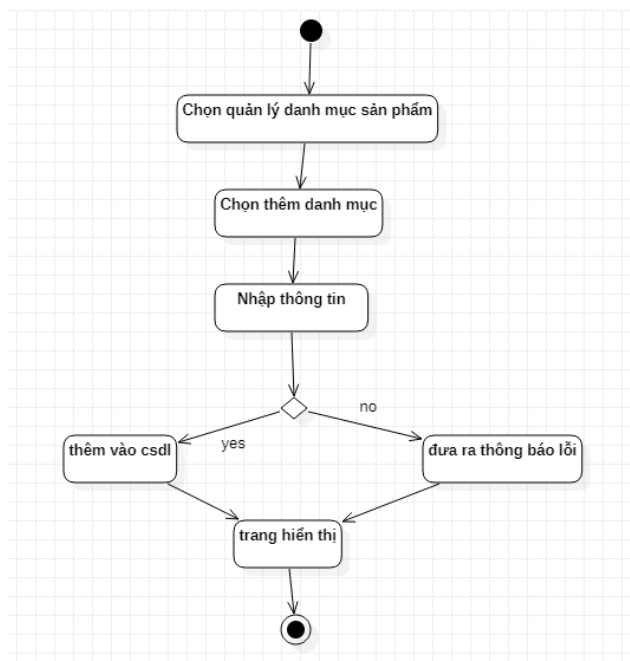 Chọn quản lý danh mục sản phẩm
Chọn thêm danh mục
Nhập thông tin
no
yes
thêm vào csdl
đưa ra thông báo lỗi
trang hiển thị